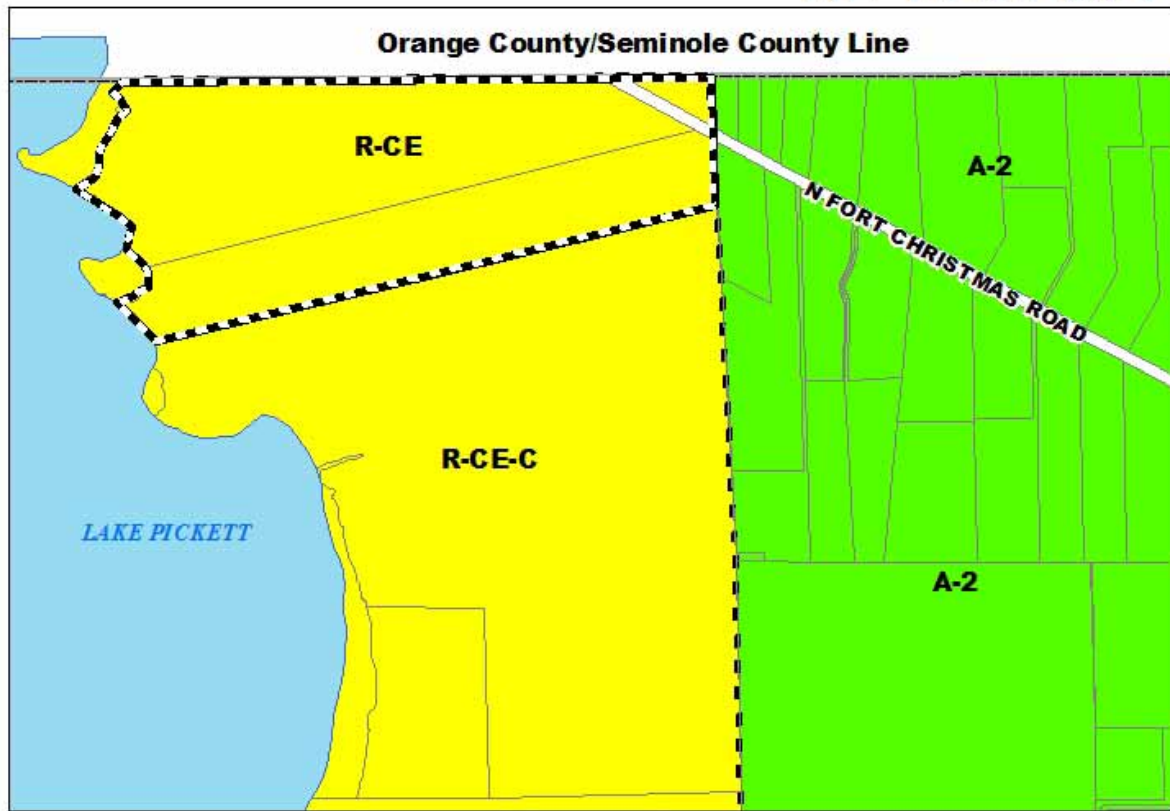 Orange County/Seminole County Line
R-CE
A-2
N FORT CHRISTMAS ROAD
R-CE-C
LAKE PICKETT
A-2